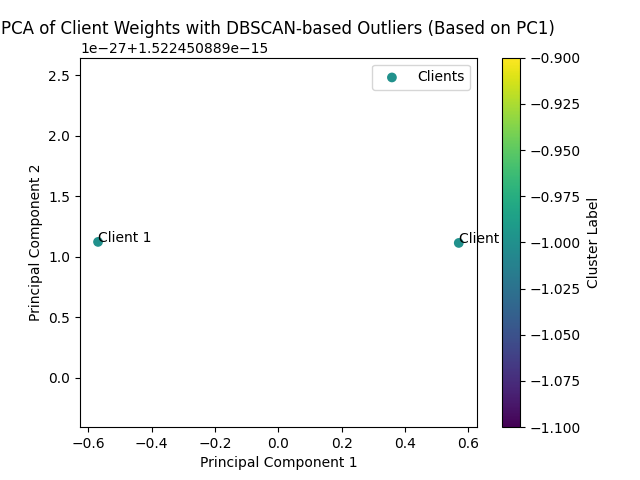 PCA of Client Weights with DBSCAN-based Outliers (Based on PC1)
1e−27+1.522450889e−15
2.5
2.0
1.5
1.0
0.5
0.0
Principal Component 2
Clients
Client 1
Client
−0.6 −0.4 −0.2 0.0 0.2 0.4 0.6
Principal Component 1
−0.900
−0.925
−0.950
−0.975
−1.000
−1.025
−1.050
−1.075
−1.100
Cluster Label